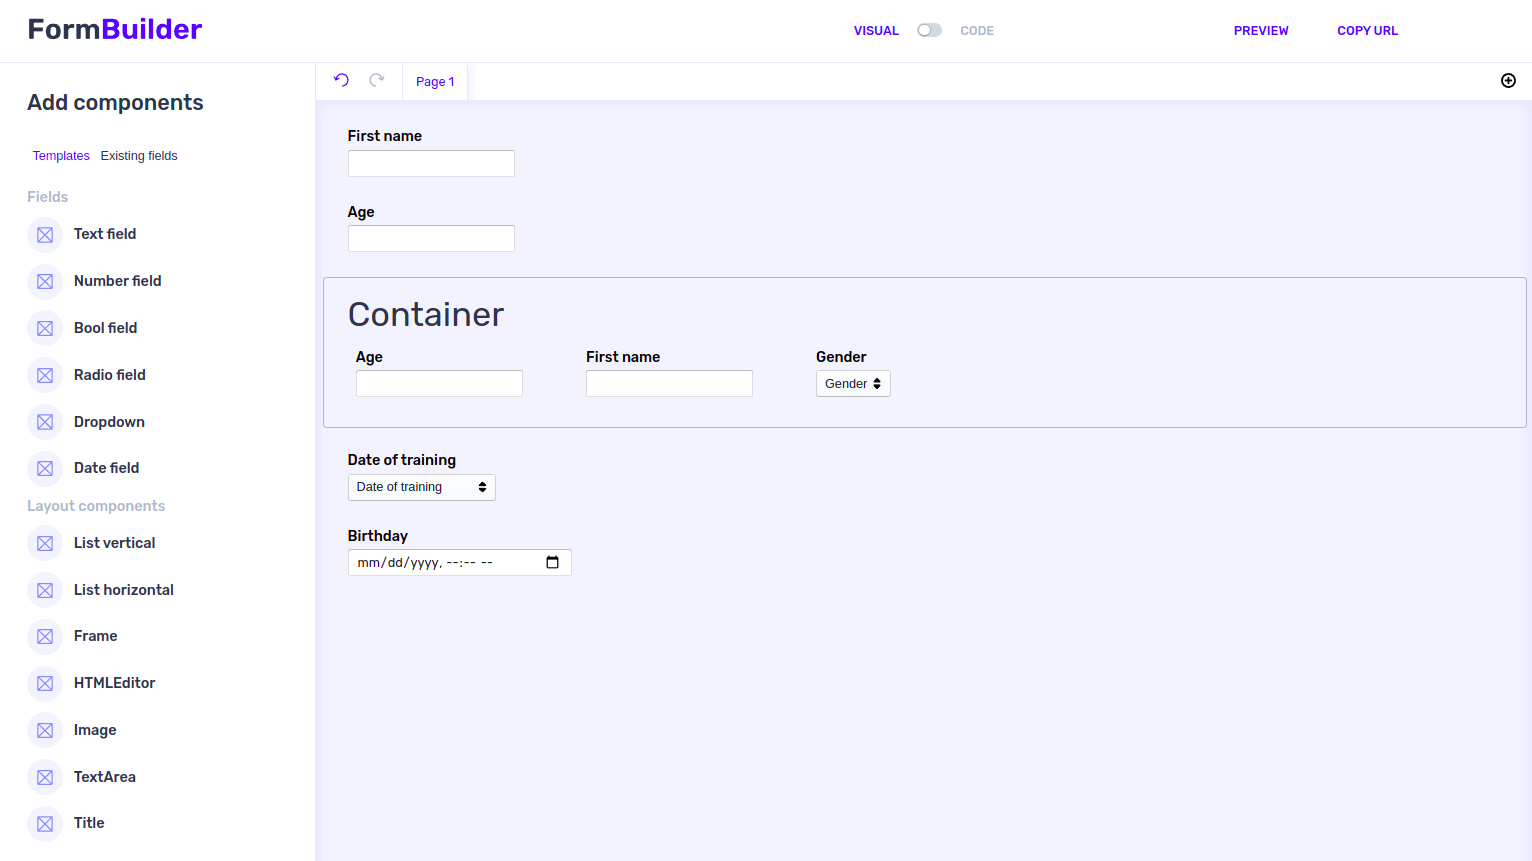 FormBuilder
VISUAL CODE PREVIEW COPY URL
Add components
Templates Existing fields
Fields
Text field
Number field
Bool field
Radio field
Dropdown
Date field
Layout components
List vertical
List horizontal
Frame
HTMLEditor
Image
TextArea
Title
Page 1
First name
Age
Container
Age First name Gender
Gender
Date of training
Date of training
Birthday
mm/dd/yyyy, --:-- --